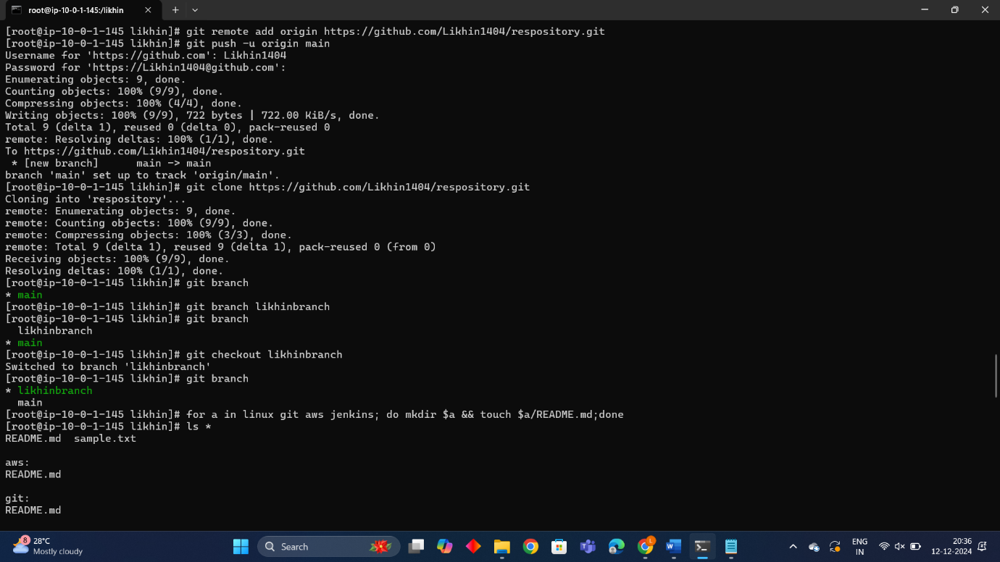 root@ip-10-0-1-145:/likhin
[root@ip-10-0-1-145 likhin]# git remote add origin https://github.com/Likhin1404/respository.git
[root@ip-10-0-1-145 likhin]# git push -u origin main
Username for 'https://github.com': Likhin1404
Password for 'https://Likhin1404@github.com':
Enumerating objects: 9, done.
Counting objects: 100% (9/9), done.
Compressing objects: 100% (4/4), done.
Writing objects: 100% (9/9), 722 bytes | 722.00 KiB/s, done.
Total 9 (delta 1), reused 0 (delta 0), pack-reused 0
remote: Resolving deltas: 100% (1/1), done.
To https://github.com/Likhin1404/respository.git
 * [new branch]      main -> main
branch 'main' set up to track 'origin/main'.
[root@ip-10-0-1-145 likhin]# git clone https://github.com/Likhin1404/respository.git
Cloning into 'respository'...
remote: Enumerating objects: 9, done.
remote: Counting objects: 100% (9/9), done.
remote: Compressing objects: 100% (3/3), done.
remote: Total 9 (delta 1), reused 9 (delta 1), pack-reused 0 (from 0)
Receiving objects: 100% (9/9), done.
Resolving deltas: 100% (1/1), done.
[root@ip-10-0-1-145 likhin]# git branch
* main
[root@ip-10-0-1-145 likhin]# git branch likhinbranch
[root@ip-10-0-1-145 likhin]# git branch
  likhinbranch
* main
[root@ip-10-0-1-145 likhin]# git checkout likhinbranch
Switched to branch 'likhinbranch'
[root@ip-10-0-1-145 likhin]# git branch
* likhinbranch
  main
[root@ip-10-0-1-145 likhin]# for a in linux git aws jenkins; do mkdir $a && touch $a/README.md;done
[root@ip-10-0-1-145 likhin]# ls *
README.md  sample.txt

aws:
README.md

git:
README.md
8
28°C
Mostly cloudy
Search
L
W
ENG
IN
20:36
12-12-2024